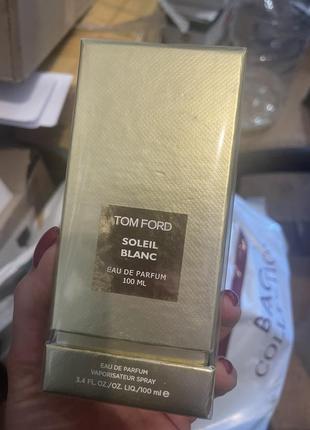 TOM FORD
SOLEIL
BLANC
EAU DE PARFUM
100 ML
EAU DE PARFUM
VAPORISATEUR SPRAY
3.4 FL. OZ./OZ. LIQ./100 ml e